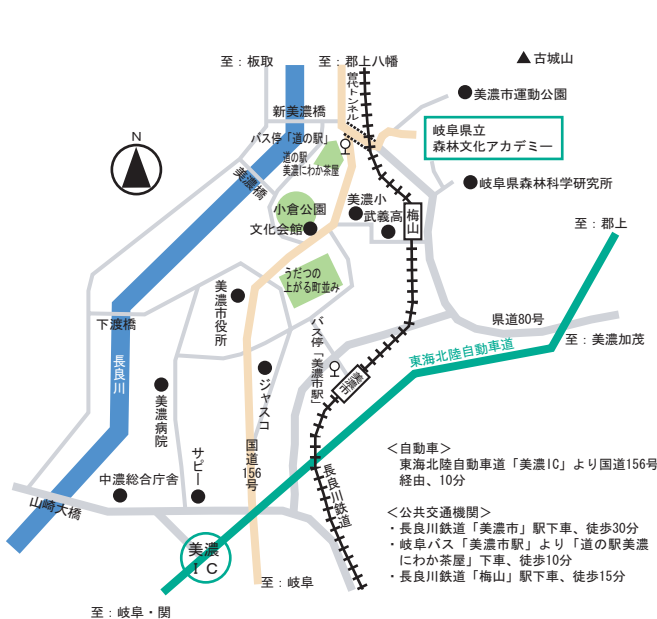 至：板取
至：郡上八幡
▲古城山
曽代トンネル
美濃市運動公園
新美濃橋
バス停「道の駅」
岐阜県立
森林文化アカデミー
N
道の駅
美濃にわか茶屋
美濃橋
岐阜県森林科学研究所
小倉公園
美濃小
武義高
梅山
文化会館
至：郡上
うだつの
上がる町並み
美濃市役所
バス停「美濃市駅」
県道80号
下渡橋
至：美濃加茂
東海北陸自動車道
長良川
ジャスコ
美濃市
美濃病院
サピー
国道156号
＜自動車＞
東海北陸自動車道「美濃IC」より国道156号
経由、10分
中濃総合庁舎
長良川鉄道
山崎大橋
＜公共交通機関＞
・長良川鉄道「美濃市」駅下車、徒歩30分
・岐阜バス「美濃市駅」より「道の駅美濃
にわか茶屋」下車、徒歩10分
・長良川鉄道「梅山」駅下車、徒歩15分
美濃
ＩＣ
至：岐阜
至：岐阜・関